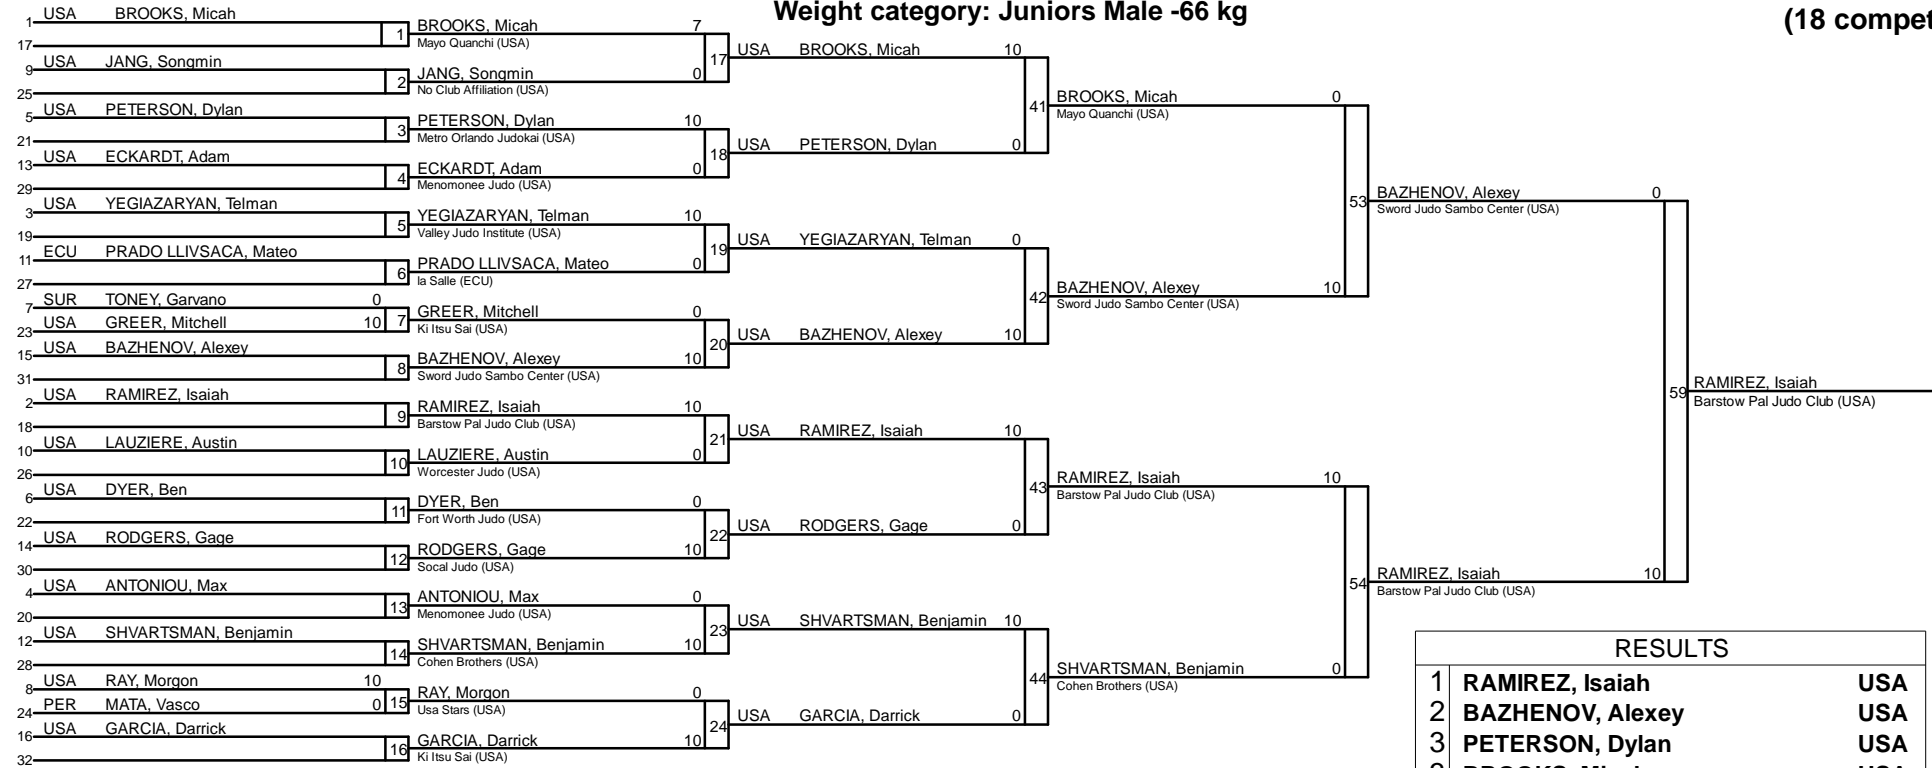 Weight category: Juniors Male -66 kg
(18 compet
1 USA BROOKS, Micah
17
1
9 USA JANG, Songmin
25
2
5 USA PETERSON, Dylan
21
3
13 USA ECKARDT, Adam
29
4
3 USA YEGIAZARYAN, Telman
19
5
11 ECU PRADO LLIVSACA, Mateo
27
6
7 SUR TONEY, Garvano 0
23 USA GREER, Mitchell 10
7
15 USA BAZHENOV, Alexey
31
8
2 USA RAMIREZ, Isaiah
18
9
10 USA LAUZIERE, Austin
26
10
6 USA DYER, Ben
22
11
14 USA RODGERS, Gage
30
12
4 USA ANTONIOU, Max
20
13
12 USA SHVARTSMAN, Benjamin
28
14
8 USA RAY, Morgon 10
24 PER MATA, Vasco 0
15
16 USA GARCIA, Darrick
32
16
BROOKS, Micah 7
Mayo Quanchi (USA)
17
JANG, Songmin 0
No Club Affiliation (USA)
PETERSON, Dylan 10
Metro Orlando Judokai (USA)
18
ECKARDT, Adam 0
Menomonee Judo (USA)
YEGIAZARYAN, Telman 10
Valley Judo Institute (USA)
19
PRADO LLIVSACA, Mateo 0
la Salle (ECU)
GREER, Mitchell 0
Ki Itsu Sai (USA)
20
BAZHENOV, Alexey 10
Sword Judo Sambo Center (USA)
RAMIREZ, Isaiah 10
Barstow Pal Judo Club (USA)
21
LAUZIERE, Austin 0
Worcester Judo (USA)
DYER, Ben 0
Fort Worth Judo (USA)
22
RODGERS, Gage 10
Socal Judo (USA)
ANTONIOU, Max 0
Menomonee Judo (USA)
23
SHVARTSMAN, Benjamin 10
Cohen Brothers (USA)
RAY, Morgon 0
Usa Stars (USA)
24
GARCIA, Darrick 10
Ki Itsu Sai (USA)
USA BROOKS, Micah 10
41
USA PETERSON, Dylan 0
USA YEGIAZARYAN, Telman 0
42
USA BAZHENOV, Alexey 10
USA RAMIREZ, Isaiah 10
43
USA RODGERS, Gage 0
USA SHVARTSMAN, Benjamin 10
44
USA GARCIA, Darrick 0
BROOKS, Micah 0
Mayo Quanchi (USA)
53
BAZHENOV, Alexey 10
Sword Judo Sambo Center (USA)
RAMIREZ, Isaiah 10
Barstow Pal Judo Club (USA)
54
SHVARTSMAN, Benjamin 0
Cohen Brothers (USA)
BAZHENOV, Alexey 0
Sword Judo Sambo Center (USA)
59
RAMIREZ, Isaiah 10
Barstow Pal Judo Club (USA)
RAMIREZ, Isaiah
Barstow Pal Judo Club (USA)
RESULTS
1 RAMIREZ, Isaiah USA
2 BAZHENOV, Alexey USA
3 PETERSON, Dylan USA